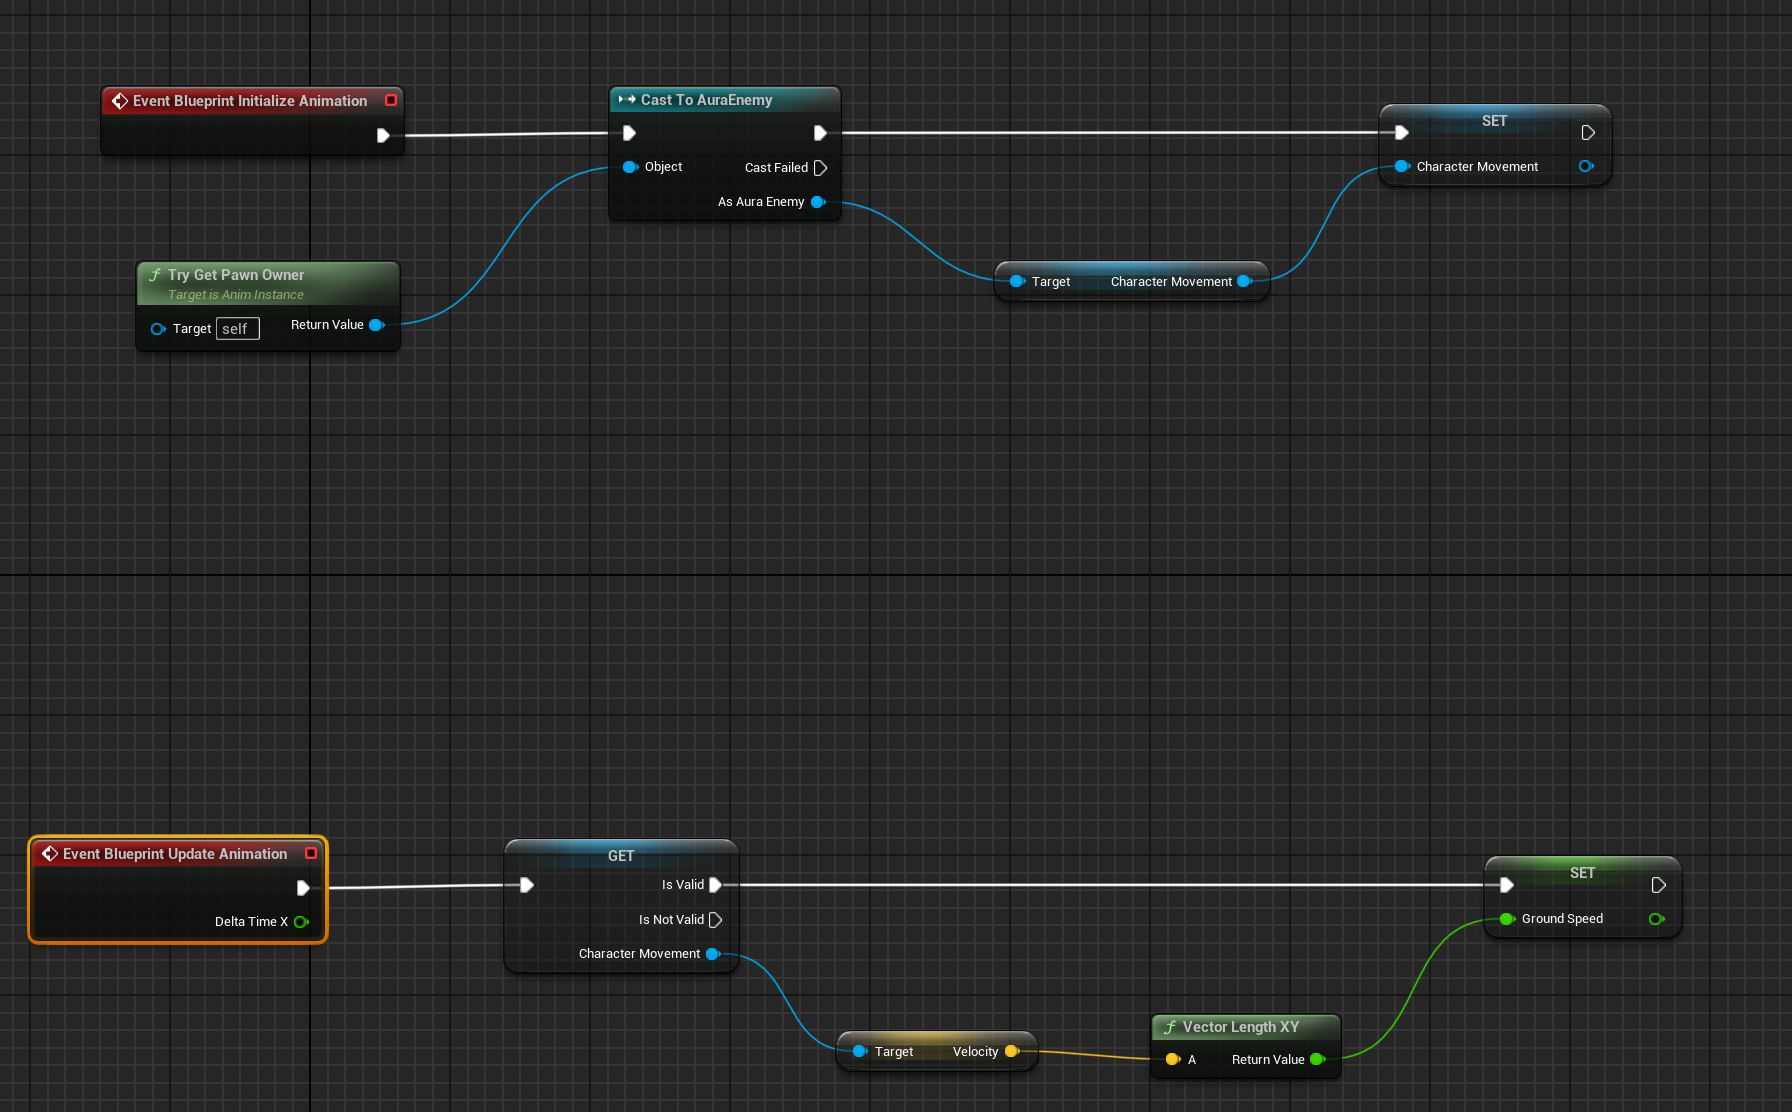 Event Blueprint Initialize Animation
Cast To AuraEnemy
Object
Cast Failed
As Aura Enemy
SET
Character Movement
Try Get Pawn Owner
Target is Anim Instance
Target self
Return Value
Target
Character Movement
Event Blueprint Update Animation
Delta Time X
GET
Is Valid
Is Not Valid
Character Movement
SET
Ground Speed
Target
Velocity
f Vector Length XY
A
Return Value